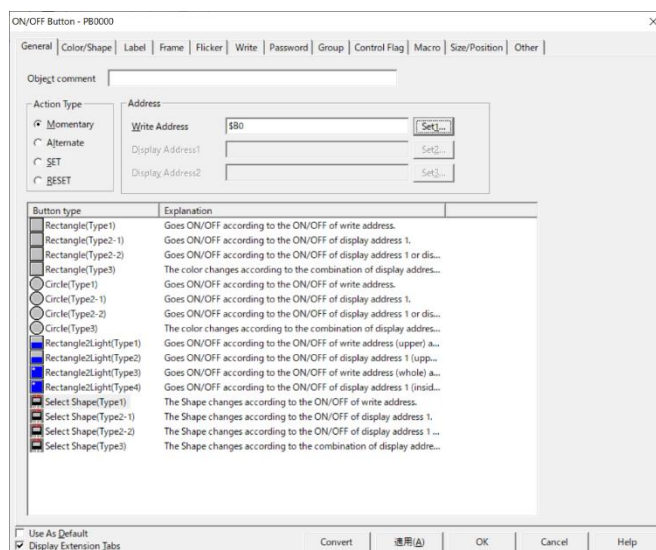 ON/OFF Button - PB0000
General Color/Shape Label Frame Flicker Write Password Group Control Flag Macro Size/Position Other
Object comment
Action Type
Address
Momentary
Write Address $B0 Set1...
Alternate
Display Address1 Set2...
SET
Display Address2 Set3...
RESET
Button type Explanation
Rectangle(Type1) Goes ON/OFF according to the ON/OFF of write address.
Rectangle(Type2-1) Goes ON/OFF according to the ON/OFF of display address 1.
Rectangle(Type2-2) Goes ON/OFF according to the ON/OFF of display address 1 or dis...
Rectangle(Type3) The color changes according to the combination of display addres...
Circle(Type1) Goes ON/OFF according to the ON/OFF of write address.
Circle(Type2-1) Goes ON/OFF according to the ON/OFF of display address 1.
Circle(Type2-2) Goes ON/OFF according to the ON/OFF of display address 1 or dis...
Circle(Type3) The color changes according to the combination of display addres...
Rectangle2Light(Type1) Goes ON/OFF according to the ON/OFF of write address (upper) a...
Rectangle2Light(Type2) Goes ON/OFF according to the ON/OFF of display address 1 (upp...
Rectangle2Light(Type3) Goes ON/OFF according to the ON/OFF of write address (whole) a...
Rectangle2Light(Type4) Goes ON/OFF according to the ON/OFF of display address 1 (insid...
Select Shape(Type1) The Shape changes according to the ON/OFF of write address.
Select Shape(Type2-1) The Shape changes according to the ON/OFF of display address 1.
Select Shape(Type2-2) The Shape changes according to the ON/OFF of display address 1 ...
Select Shape(Type3) The Shape changes according to the combination of display addre...
Use As Default
Display Extension Tabs
Convert 適用(A) OK Cancel Help